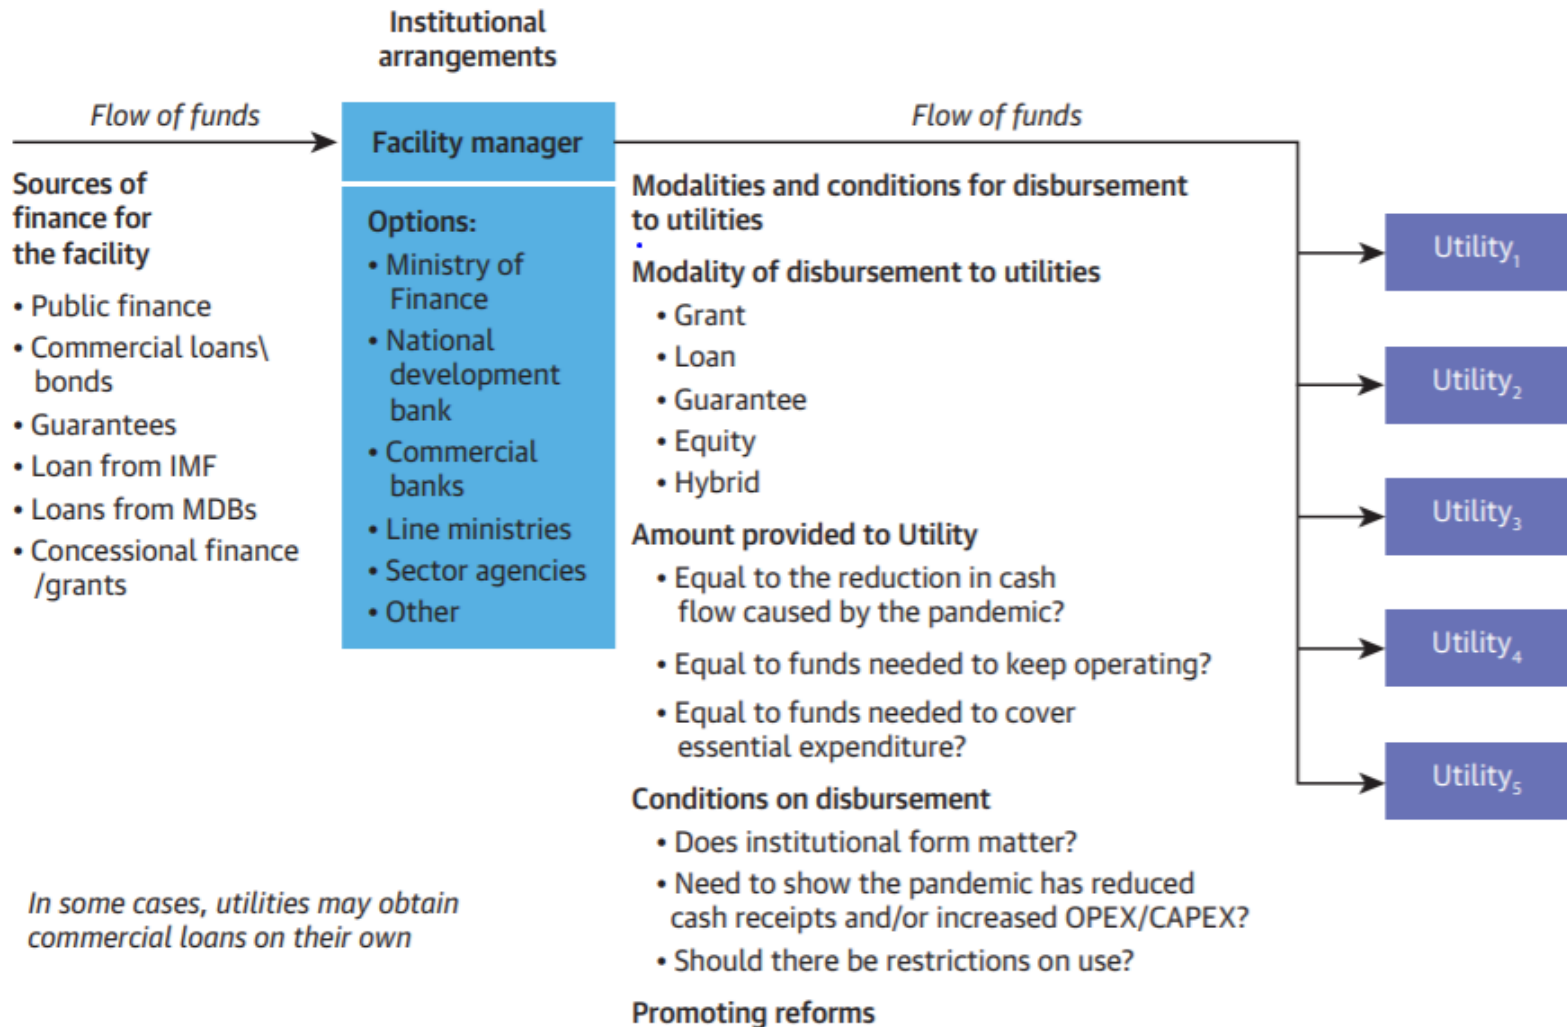 Institutional
arrangements
Flow of funds
Facility manager
Flow of funds
Sources of
finance for
the facility
• Public finance
• Commercial loans\
bonds
• Guarantees
• Loan from IMF
• Loans from MDBs
• Concessional finance
/grants
Options:
• Ministry of
Finance
• National
development
bank
• Commercial
banks
• Line ministries
• Sector agencies
• Other
Modalities and conditions for disbursement
to utilities
Modality of disbursement to utilities
• Grant
• Loan
• Guarantee
• Equity
• Hybrid
Amount provided to Utility
• Equal to the reduction in cash
flow caused by the pandemic?
• Equal to funds needed to keep operating?
• Equal to funds needed to cover
essential expenditure?
Conditions on disbursement
• Does institutional form matter?
• Need to show the pandemic has reduced
cash receipts and/or increased OPEX/CAPEX?
• Should there be restrictions on use?
Promoting reforms
Utility₁
Utility₂
Utility₃
Utility₄
Utility₅
In some cases, utilities may obtain
commercial loans on their own